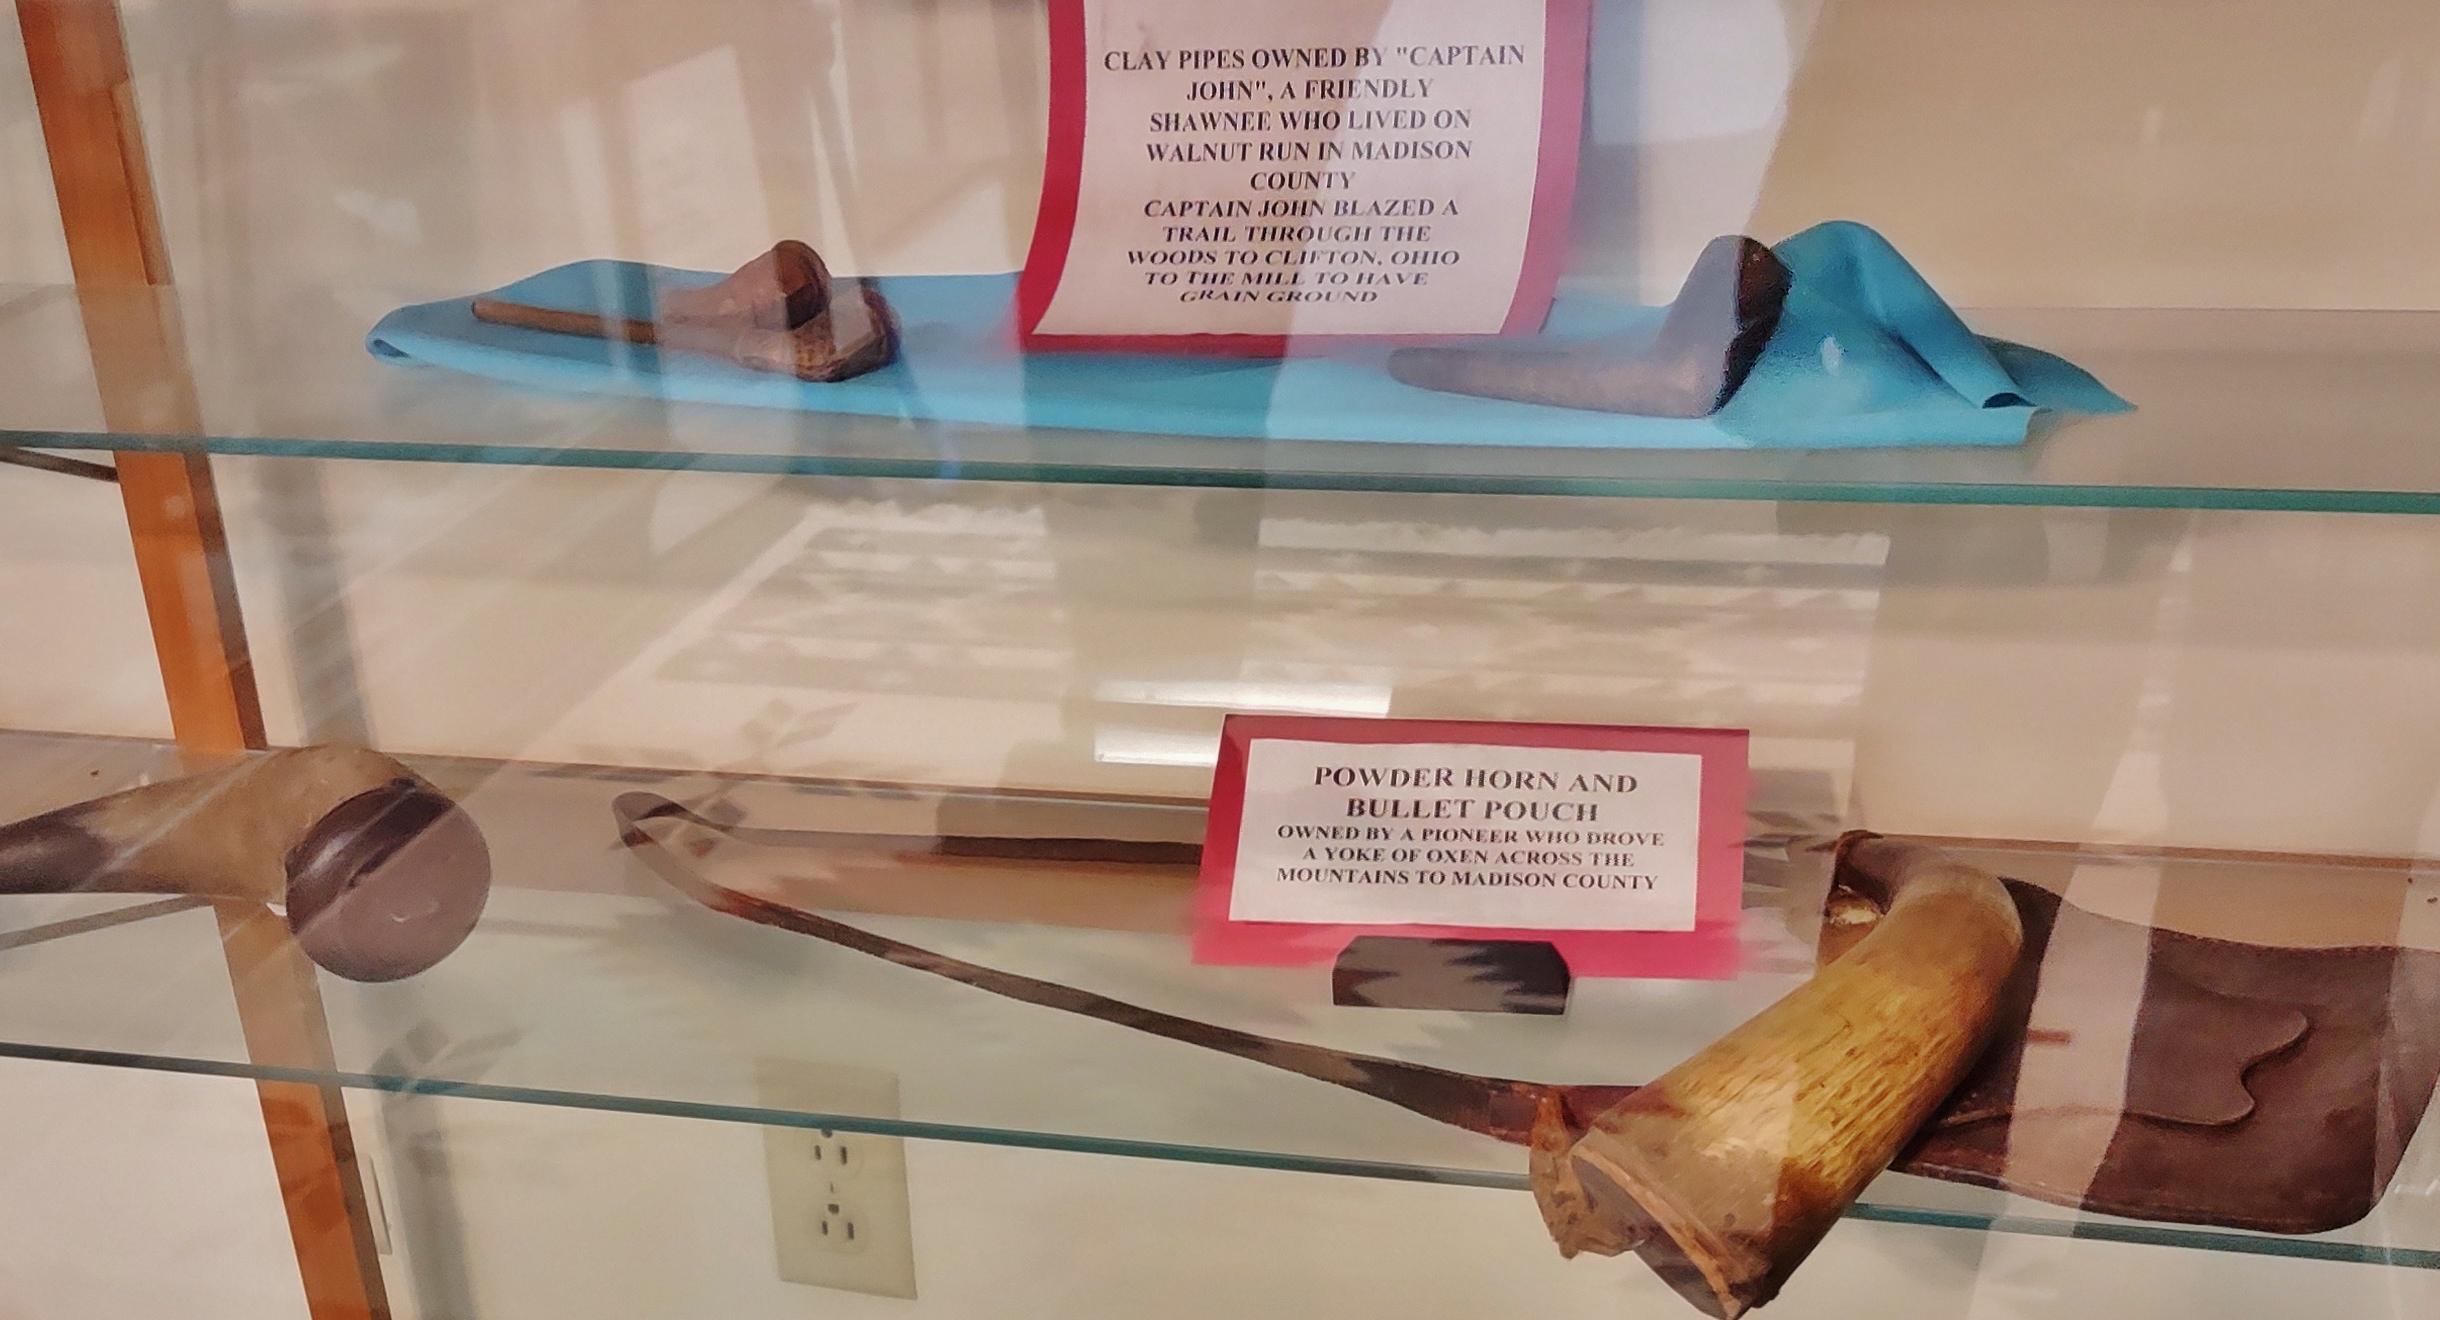 CLAY PIPES OWNED BY "CAPTAIN
JOHN", A FRIENDLY
SHAWNEE WHO LIVED ON
WALNUT RUN IN MADISON
COUNTY
CAPTAIN JOHN BLAZED A
TRAIL THROUGH THE
WOODS TO CLIFTON, OHIO
TO THE MILL TO HAVE
GRAIN GROUND
POWDER HORN AND
BULLET POUCH
OWNED BY A PIONEER WHO DROVE
A YOKE OF OXEN ACROSS THE
MOUNTAINS TO MADISON COUNTY